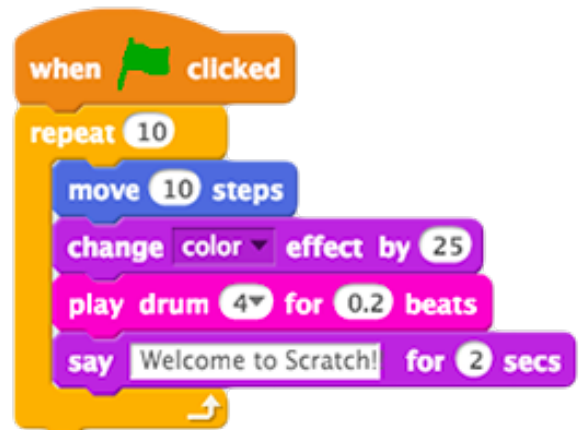 when clicked
repeat 10
move 10 steps
change color effect by 25
play drum 4 for 0.2 beats
say Welcome to Scratch! for 2 secs